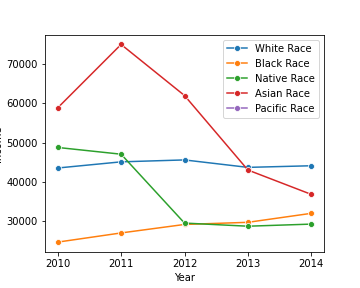 White Race
Black Race
Native Race
Asian Race
Pacific Race
70000
60000
50000
40000
30000
2010
2011
2012
2013
2014
Year